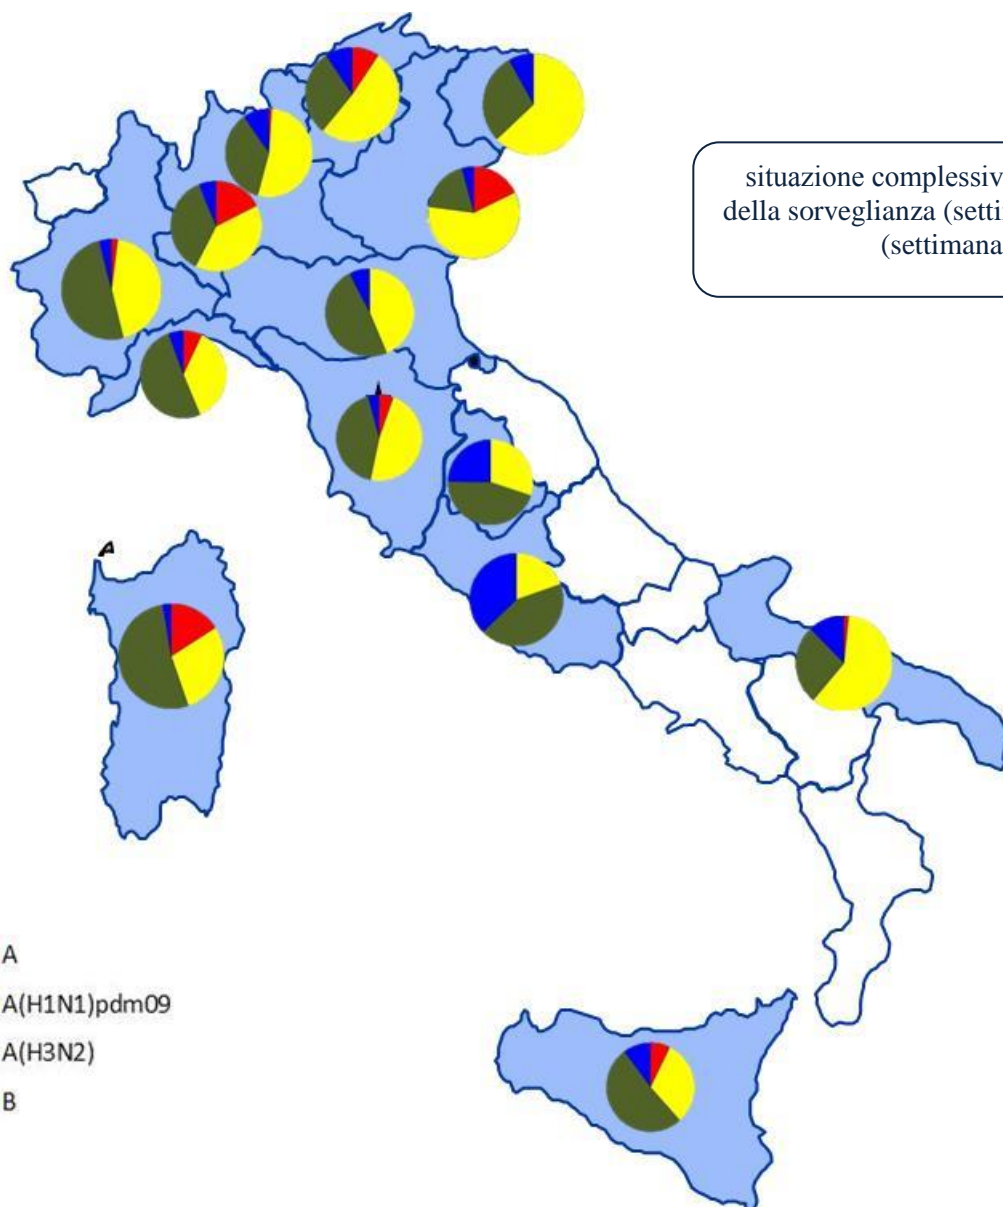 situazione complessiv
della sorveglianza (setti
(settimana
A
A
A(H1N1)pdm09
A(H3N2)
B